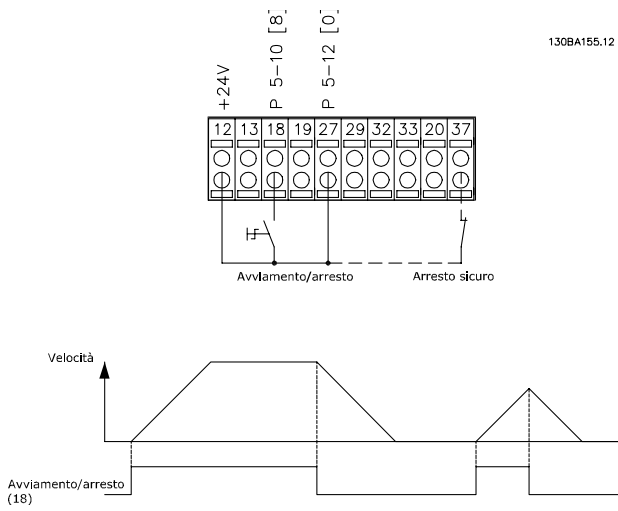 130BA155.12
+24V
P 5-10 [8]
P 5-12 [0]
12 13 18 19 27 29 32 33 20 37
Avviamento/arresto
Arresto sicuro
Velocità
Avviamento/arresto
(18)